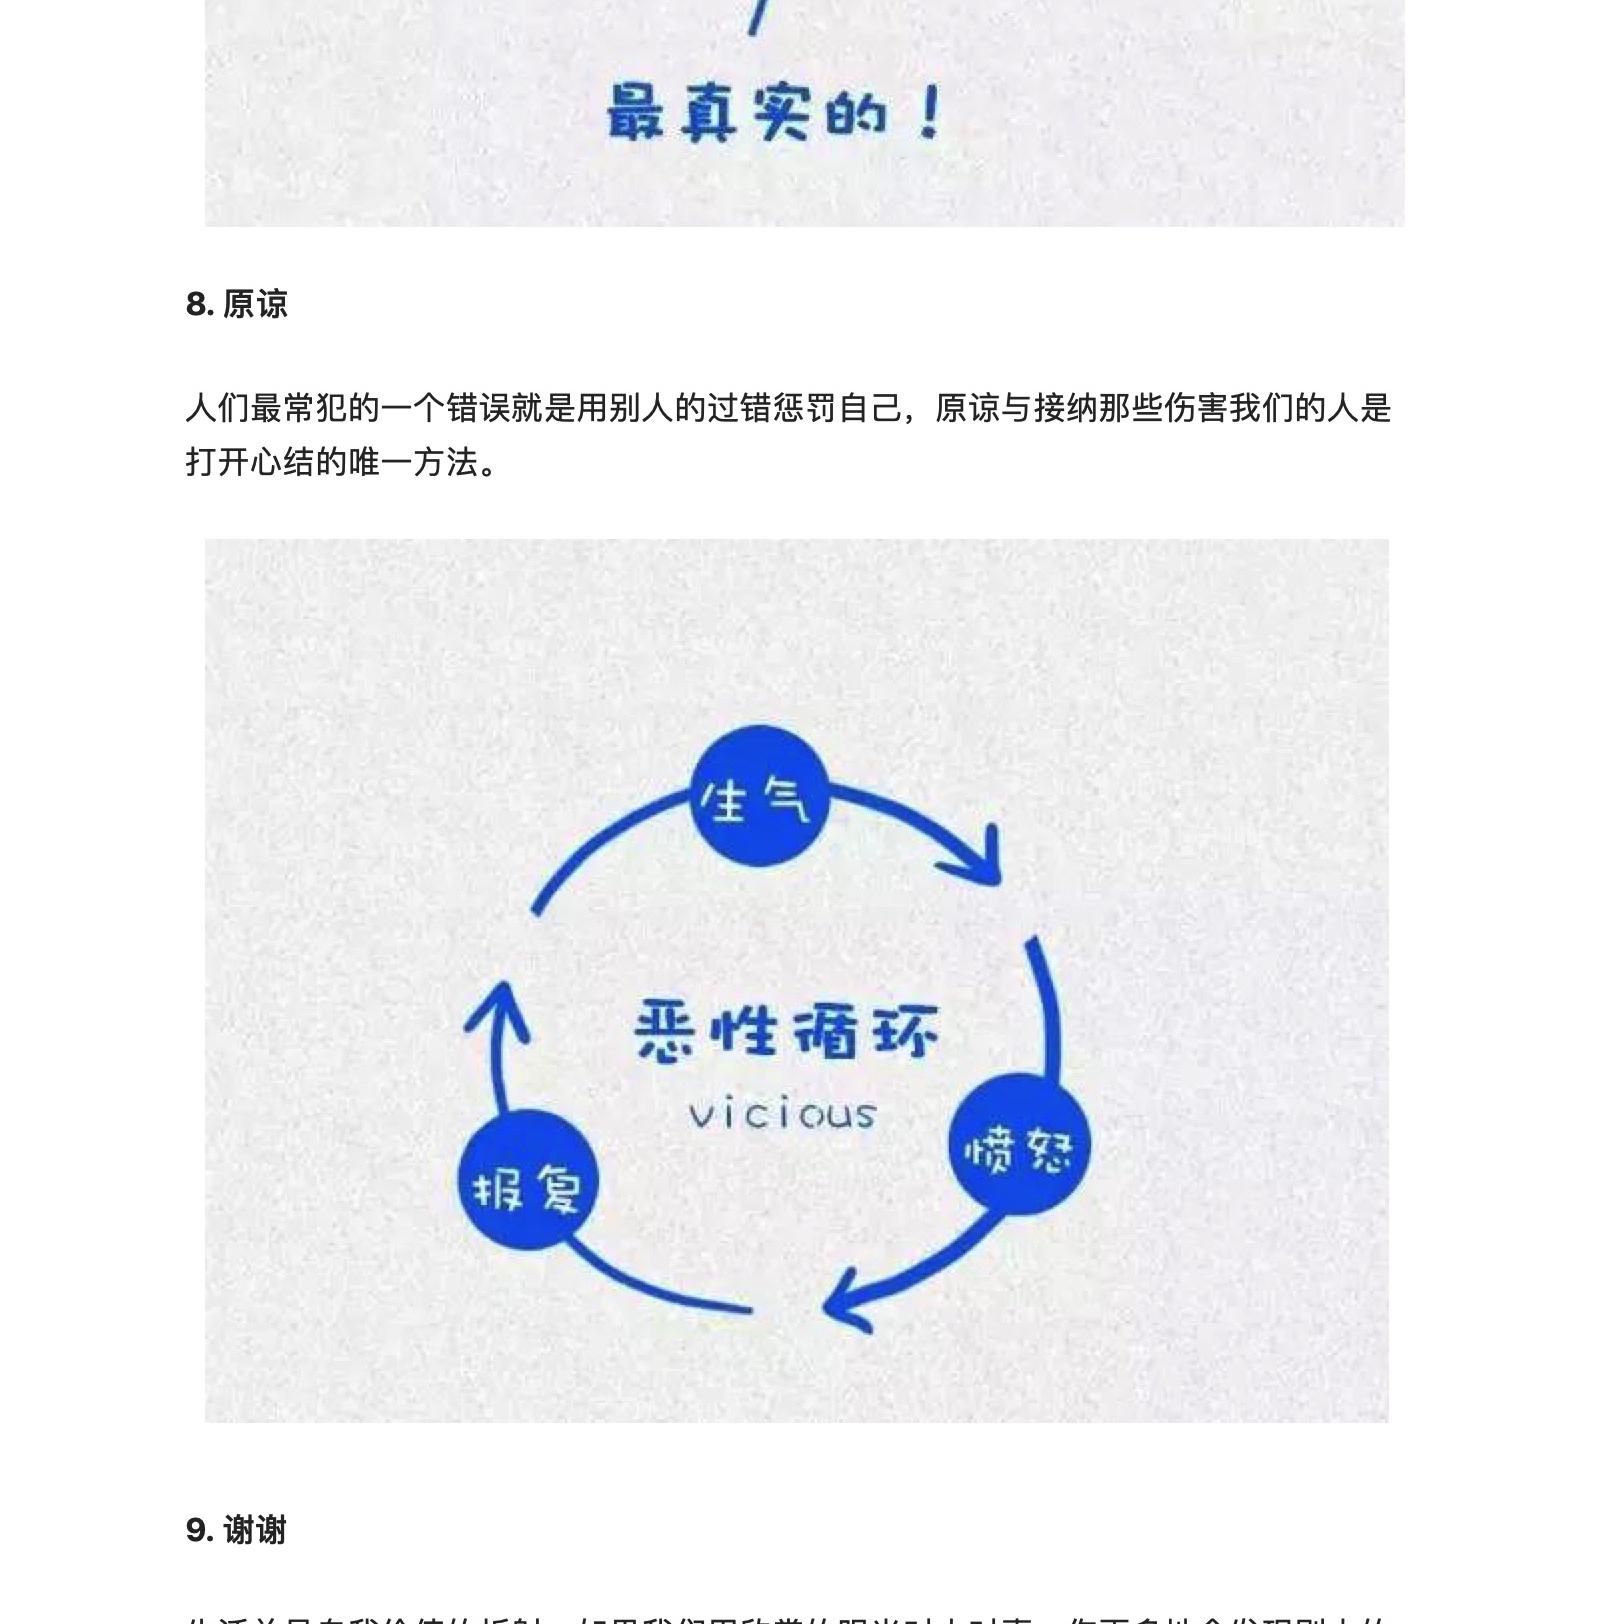 最真实的！
8. 原谅
人们最常犯的一个错误就是用别人的过错惩罚自己，原谅与接纳那些伤害我们的人是
打开心结的唯一方法。
生气
恶性循环
vicious
愤怒
报复
9. 谢谢